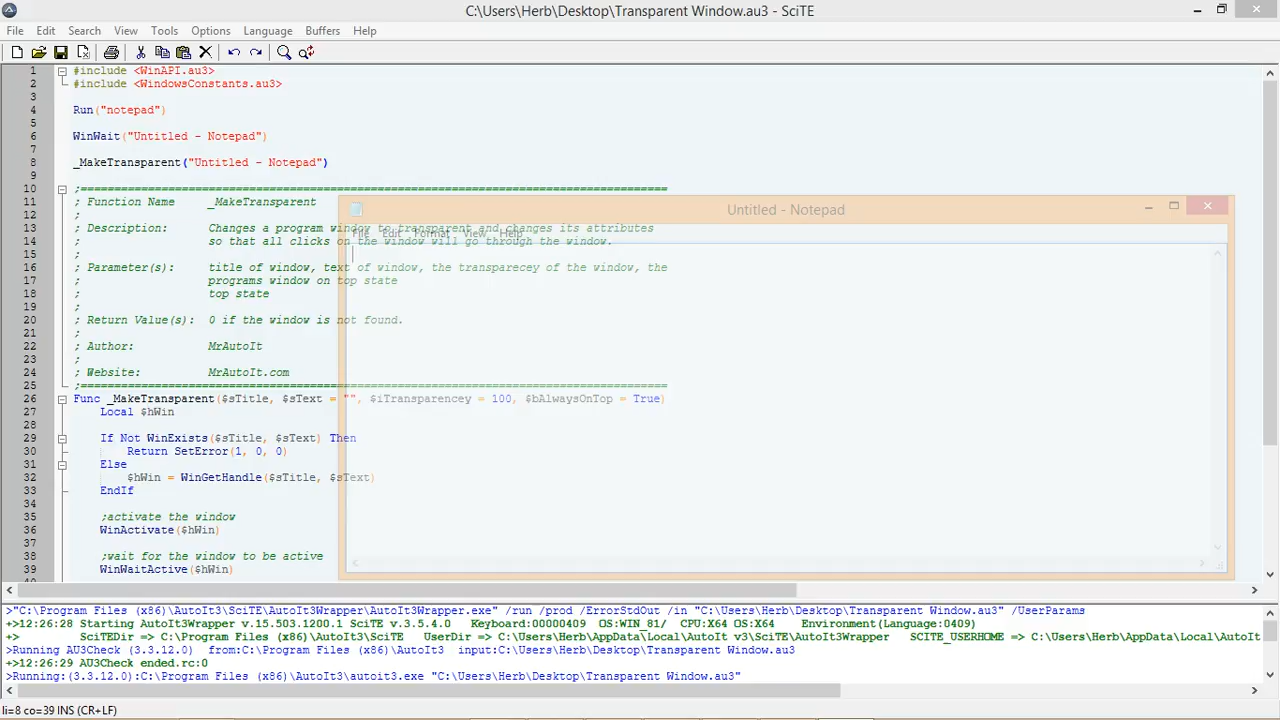 C:\Users\Herb\Desktop\Transparent Window.au3 - SciTE
File Edit Search View Tools Options Language Buffers Help
1 #include <WinAPI.au3>
2 #include <WindowsConstants.au3>
3
4 Run("notepad")
5
6 WinWait("Untitled - Notepad")
7
8 _MakeTransparent("Untitled - Notepad")
9
10 ;=======================================================================================
11 ; Function Name _MakeTransparent
12 ;
13 ; Description: Changes a program window to transparent and changes its attributes
14 ; so that all clicks on the window will go through the window.
15 ;
16 ; Parameter(s): title of window, text of window, the transparecey of the window, the
17 ; programs window on top state
18 ; top state
19 ;
20 ; Return Value(s): 0 if the window is not found.
21 ;
22 ; Author: MrAutoIt
23 ;
24 ; Website: MrAutoIt.com
25 ;=======================================================================================
26 Func _MakeTransparent($sTitle, $sText = "", $iTransparencey = 100, $bAlwaysOnTop = True)
27 Local $hWin
28
29 If Not WinExists($sTitle, $sText) Then
30 Return SetError(1, 0, 0)
31 Else
32 $hWin = WinGetHandle($sTitle, $sText)
33 EndIf
34
35 ;activate the window
36 WinActivate($hWin)
37
38 ;wait for the window to be active
39 WinWaitActive($hWin)
Untitled - Notepad
File Edit Format View Help
>"C:\Program Files (x86)\AutoIt3\SciTE\AutoIt3Wrapper\AutoIt3Wrapper.exe" /run /prod /ErrorStdOut /in "C:\Users\Herb\Desktop\Transparent Window.au3" /UserParams
+>12:26:28 Starting AutoIt3Wrapper v.15.503.1200.1 SciTE v.3.5.4.0 Keyboard:00000409 OS:WIN_81/ CPU:X64 OS:X64 Environment(Language:0409)
+> SciTEDir => C:\Program Files (x86)\AutoIt3\SciTE UserDir => C:\Users\Herb\AppData\Local\AutoIt v3\SciTE\AutoIt3Wrapper SCITE_USERHOME => C:\Users\Herb\AppData\Local\AutoIt
>Running AU3Check (3.3.12.0) from:C:\Program Files (x86)\AutoIt3 input:C:\Users\Herb\Desktop\Transparent Window.au3
+>12:26:29 AU3Check ended.rc:0
>Running:(3.3.12.0):C:\Program Files (x86)\AutoIt3\autoit3.exe "C:\Users\Herb\Desktop\Transparent Window.au3"
li=8 co=39 INS (CR+LF)